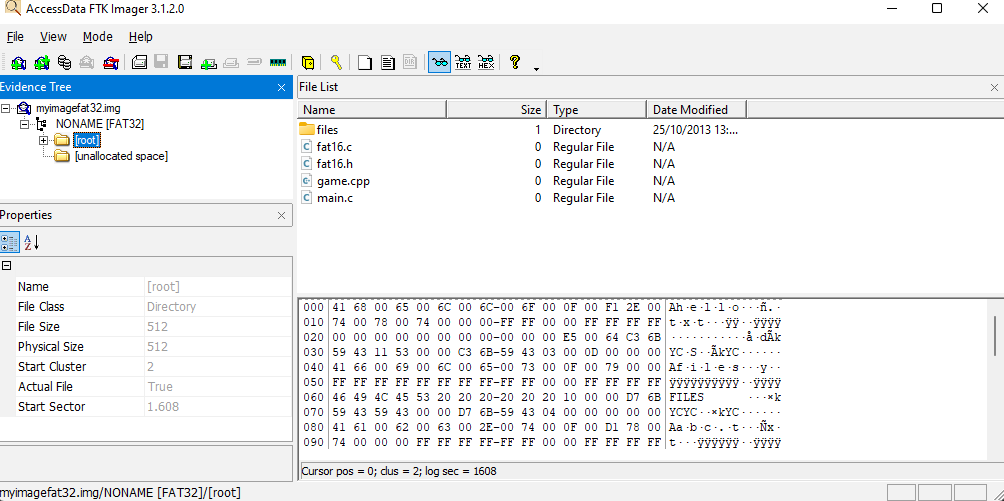 AccessData FTK Imager 3.1.2.0
File View Mode Help
Evidence Tree
myimagefat32.img
NONAME [FAT32]
[root]
[unallocated space]
File List
Name Size Type Date Modified
files 1 Directory 25/10/2013 13:...
fat16.c 0 Regular File N/A
fat16.h 0 Regular File N/A
game.cpp 0 Regular File N/A
main.c 0 Regular File N/A
Properties
Name [root]
File Class Directory
File Size 512
Physical Size 512
Start Cluster 2
Actual File True
Start Sector 1.608
000 41 68 00 65 00 6C 00 6C-00 6F 00 0F 00 F1 2E 00 Ah·e·l·l·o···ñ.·
010 74 00 78 00 74 00 00 00-FF FF 00 00 FF FF FF FF t·x·t···ÿÿ··ÿÿÿÿ
020 00 00 00 00 00 00 00 00-00 00 00 E5 00 64 C3 6B ···········å·dÃk
030 59 43 11 53 00 00 C3 6B-59 43 03 00 0D 00 00 00 YC·S··ÃkYC······
040 41 66 00 69 00 6C 00 65-00 73 00 0F 00 79 00 00 Af·i·l·e·s···y··
050 FF FF FF FF FF FF FF FF-FF FF 00 00 FF FF FF FF ÿÿÿÿÿÿÿÿÿÿ··ÿÿÿÿ
060 46 49 4C 45 53 20 20 20-20 20 20 10 00 00 D7 6B FILES ···×k
070 59 43 59 43 00 00 D7 6B-59 43 04 00 00 00 00 00 YCYC··×kYC······
080 41 61 00 62 00 63 00 2E-00 74 00 0F 00 D1 78 00 Aa·b·c·.·t···Ñx·
090 74 00 00 00 FF FF FF FF-FF FF 00 00 FF FF FF FF t···ÿÿÿÿÿÿ··ÿÿÿÿ
Cursor pos = 0; clus = 2; log sec = 1608
myimagefat32.img/NONAME [FAT32]/[root]